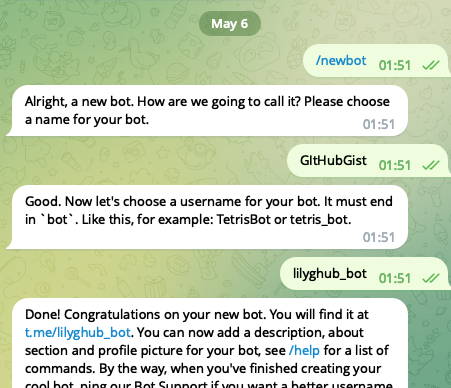 May 6
/newbot 01:51
Alright, a new bot. How are we going to call it? Please choose
a name for your bot.
01:51
GItHubGist 01:51
Good. Now let's choose a username for your bot. It must end
in `bot`. Like this, for example: TetrisBot or tetris_bot.
01:51
lilyghub_bot 01:51
Done! Congratulations on your new bot. You will find it at
t.me/lilyghub_bot. You can now add a description, about
section and profile picture for your bot, see /help for a list of
commands. By the way, when you've finished creating your
cool bot, ping our Bot Support if you want a better username